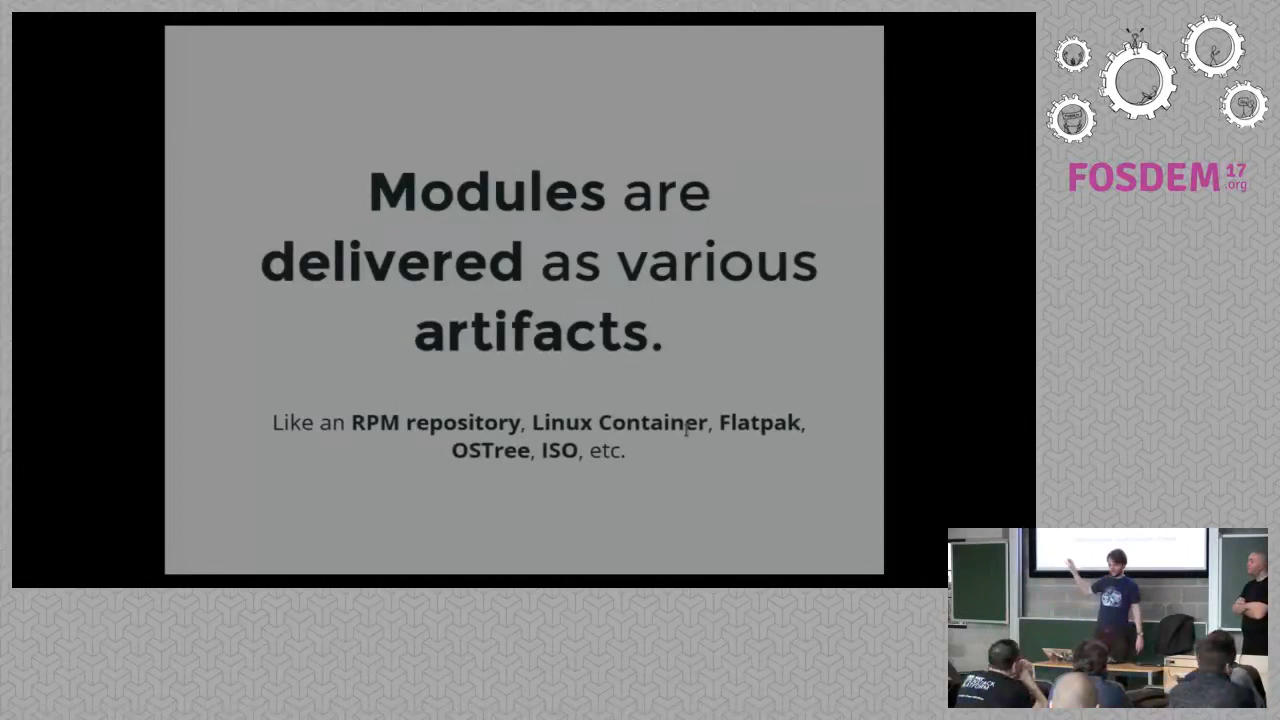 Modules are
delivered as various
artifacts.
Like an RPM repository, Linux Container, Flatpak,
OSTree, ISO, etc.
FOSDEM 17
.org